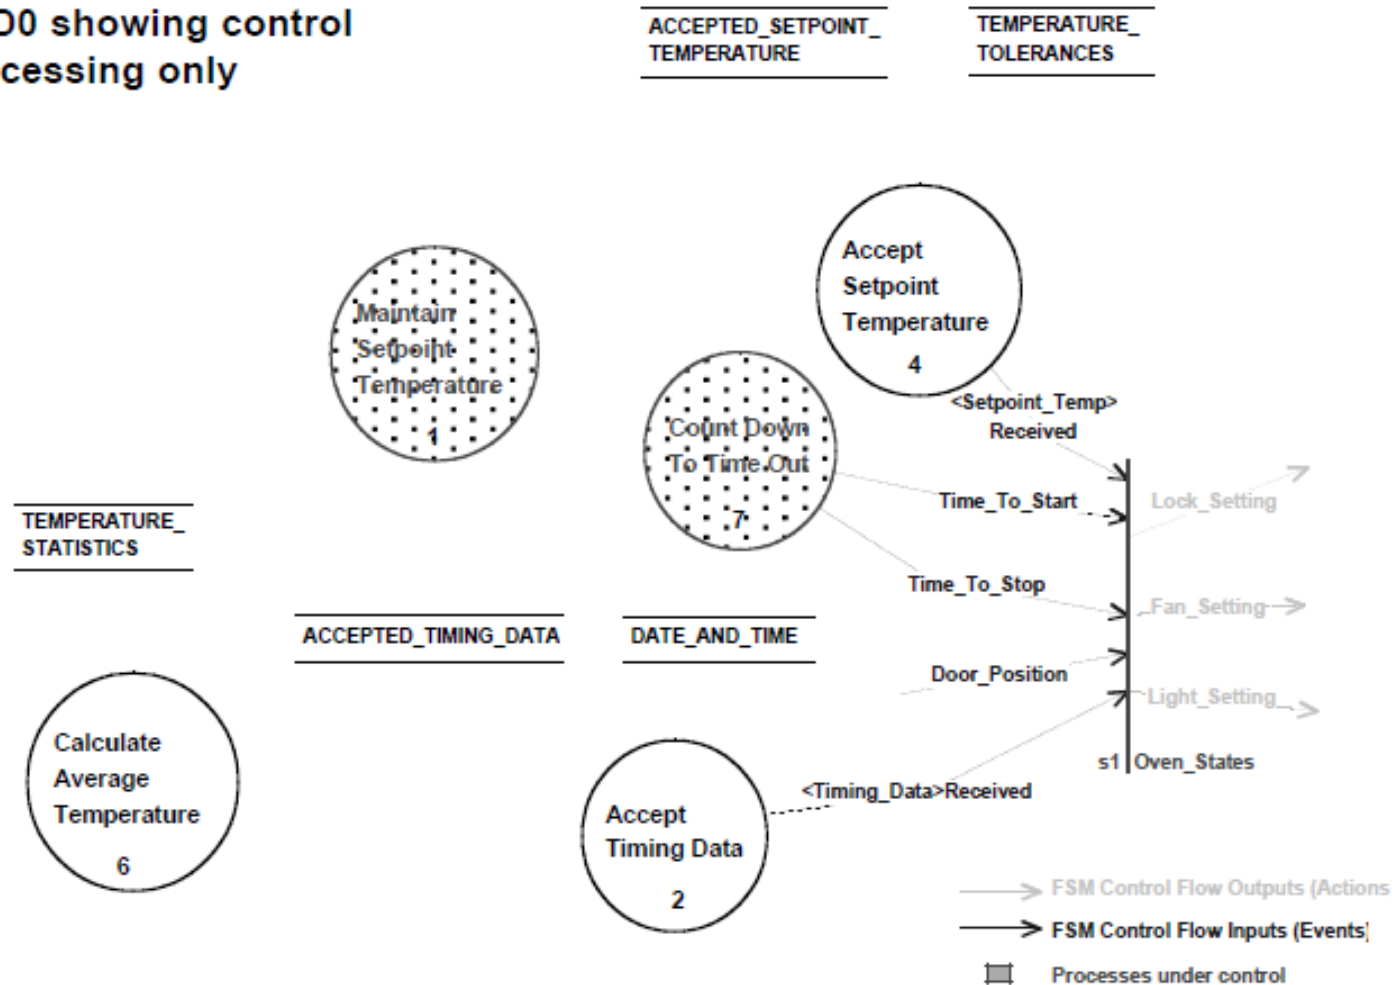 D0 showing control
cessing only
ACCEPTED_SETPOINT_
TEMPERATURE
TEMPERATURE_
TOLERANCES
Accept
Setpoint
Temperature
4
Maintain
Setpoint
Temperature
1
<Setpoint_Temp>
Received
Count Down
To Time Out
7
Time_To_Start
Lock_Setting
TEMPERATURE_
STATISTICS
Time_To_Stop
Fan_Setting
ACCEPTED_TIMING_DATA
DATE_AND_TIME
Door_Position
Light_Setting
Calculate
Average
Temperature
6
s1 Oven_States
<Timing_Data>Received
Accept
Timing Data
2
FSM Control Flow Outputs (Actions
FSM Control Flow Inputs (Events)
Processes under control